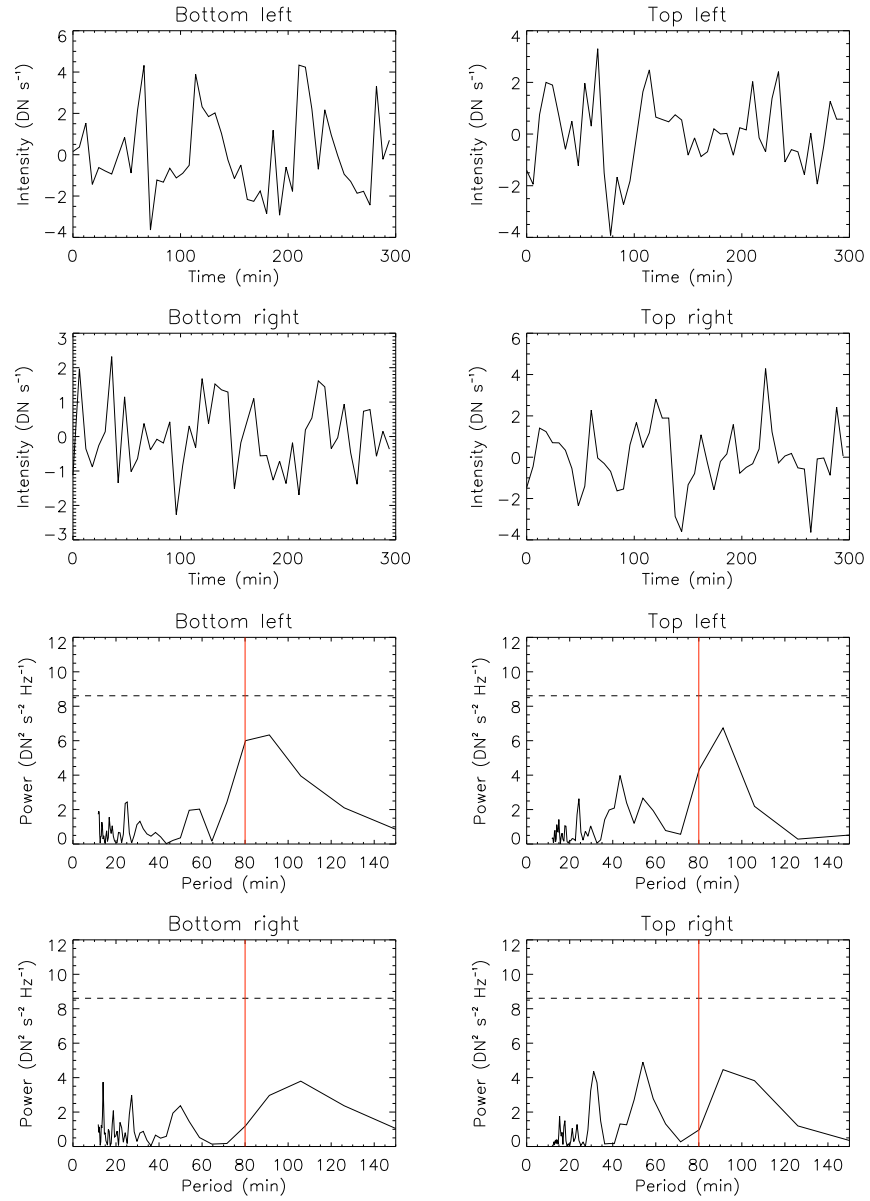 Bottom left
Top left
6
4
2
0
−2
−4
Intensity (DN s⁻¹)
0 100 200 300
Time (min)
4
2
0
−2
−4
Intensity (DN s⁻¹)
0 100 200 300
Time (min)
Bottom right
Top right
3
2
1
0
−1
−2
−3
Intensity (DN s⁻¹)
0 100 200 300
Time (min)
6
4
2
0
−2
−4
Intensity (DN s⁻¹)
0 100 200 300
Time (min)
Bottom left
Top left
12
10
8
6
4
2
0
Power (DN² s⁻² Hz⁻¹)
0 20 40 60 80 100 120 140
Period (min)
12
10
8
6
4
2
0
Power (DN² s⁻² Hz⁻¹)
0 20 40 60 80 100 120 140
Period (min)
Bottom right
Top right
12
10
8
6
4
2
0
Power (DN² s⁻² Hz⁻¹)
0 20 40 60 80 100 120 140
Period (min)
12
10
8
6
4
2
0
Power (DN² s⁻² Hz⁻¹)
0 20 40 60 80 100 120 140
Period (min)